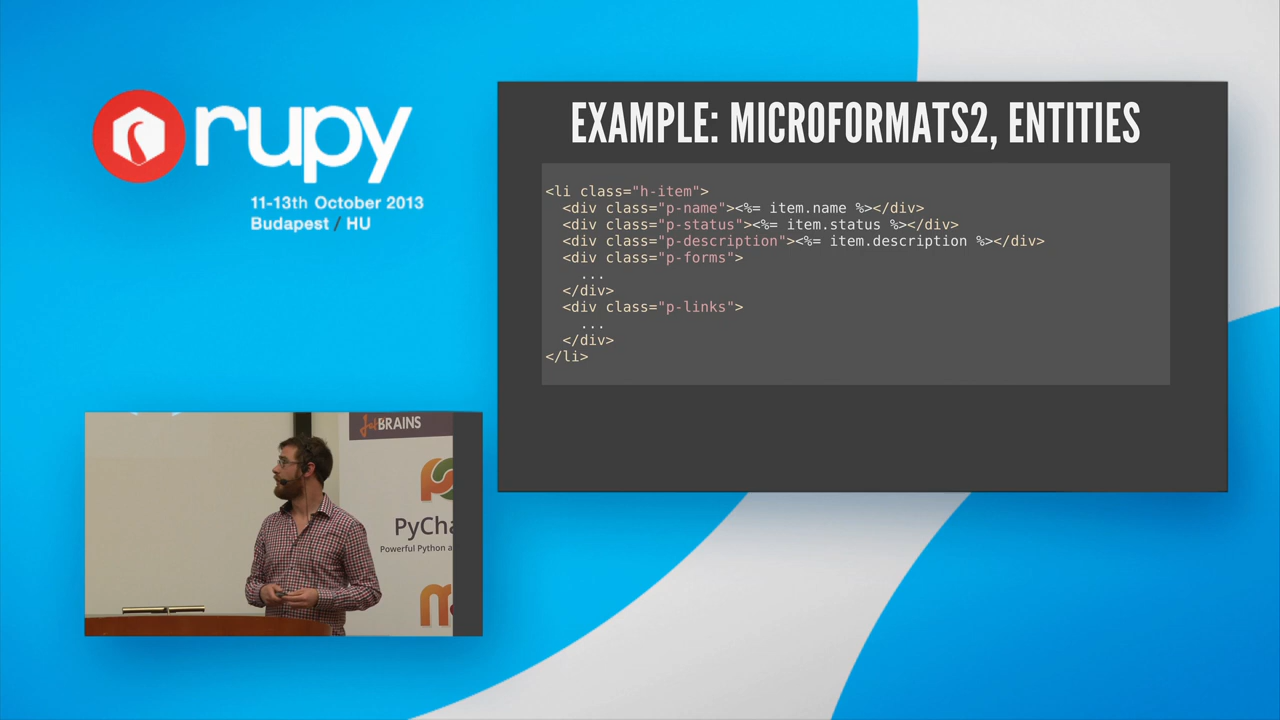 rupy
11-13th October 2013
Budapest / HU
EXAMPLE: MICROFORMATS2, ENTITIES
<li class="h-item">
  <div class="p-name"><%= item.name %></div>
  <div class="p-status"><%= item.status %></div>
  <div class="p-description"><%= item.description %></div>
  <div class="p-forms">
    ...
  </div>
  <div class="p-links">
    ...
  </div>
</li>
JetBRAINS
PyCha
Powerful Python a